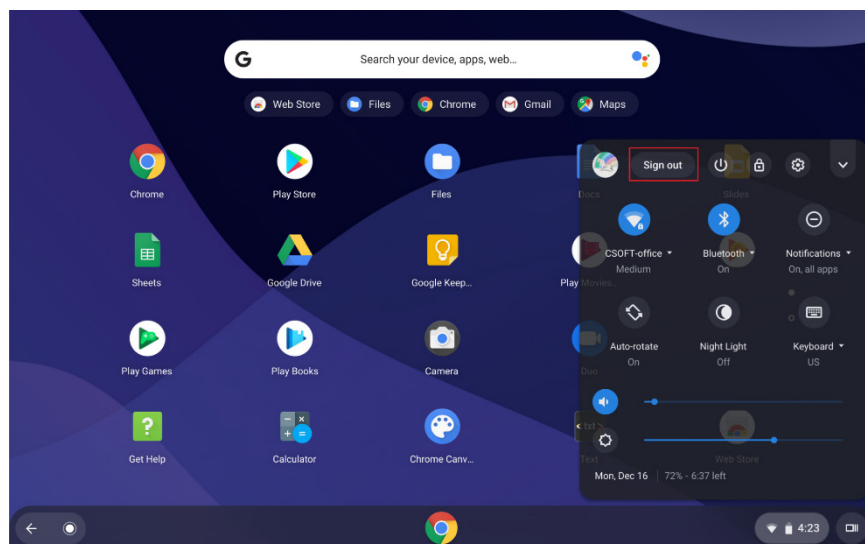 G Search your device, apps, web...
Web Store Files Chrome Gmail Maps
Sign out
Chrome Play Store Files Docs Slides
CSOFT-office Bluetooth Notifications
Medium On On, all apps
Sheets Google Drive Google Keep... Play Movies
Auto-rotate Night Light Keyboard
On Off US
Play Games Play Books Camera Duo
<txt>
Get Help Calculator Chrome Canv... Text Web Store
Mon, Dec 16 72% - 6:37 left
4:23